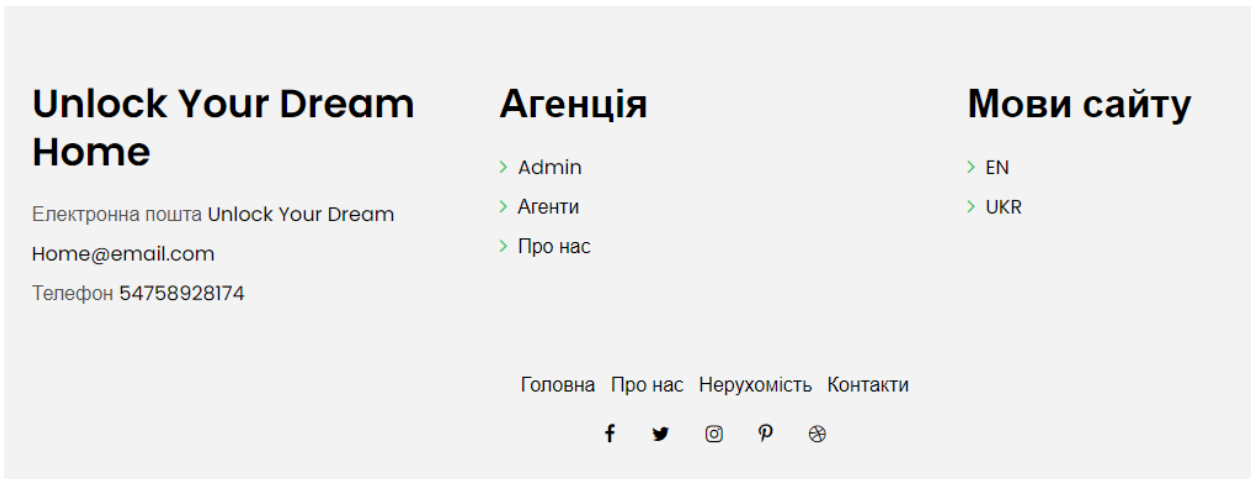 Unlock Your Dream
Home
Електронна пошта Unlock Your Dream
Home@email.com
Телефон 54758928174
Агенція
Admin
Агенти
Про нас
Мови сайту
EN
UKR
Головна Про нас Нерухомість Контакти